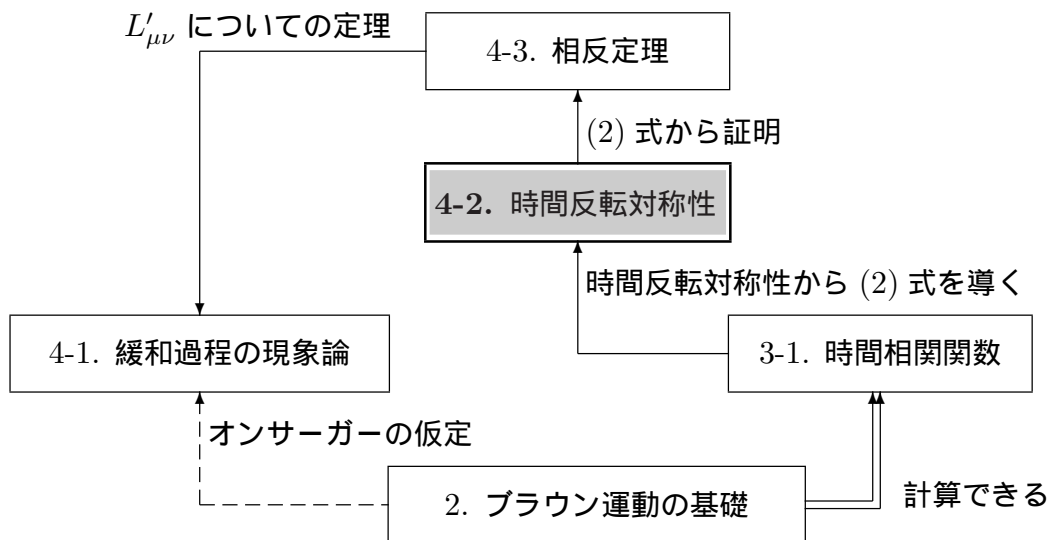 L′μν についての定理
4-3. 相反定理
(2) 式から証明
4-2. 時間反転対称性
時間反転対称性から (2) 式を導く
4-1. 緩和過程の現象論
3-1. 時間相関関数
オンサーガーの仮定
2. ブラウン運動の基礎
計算できる